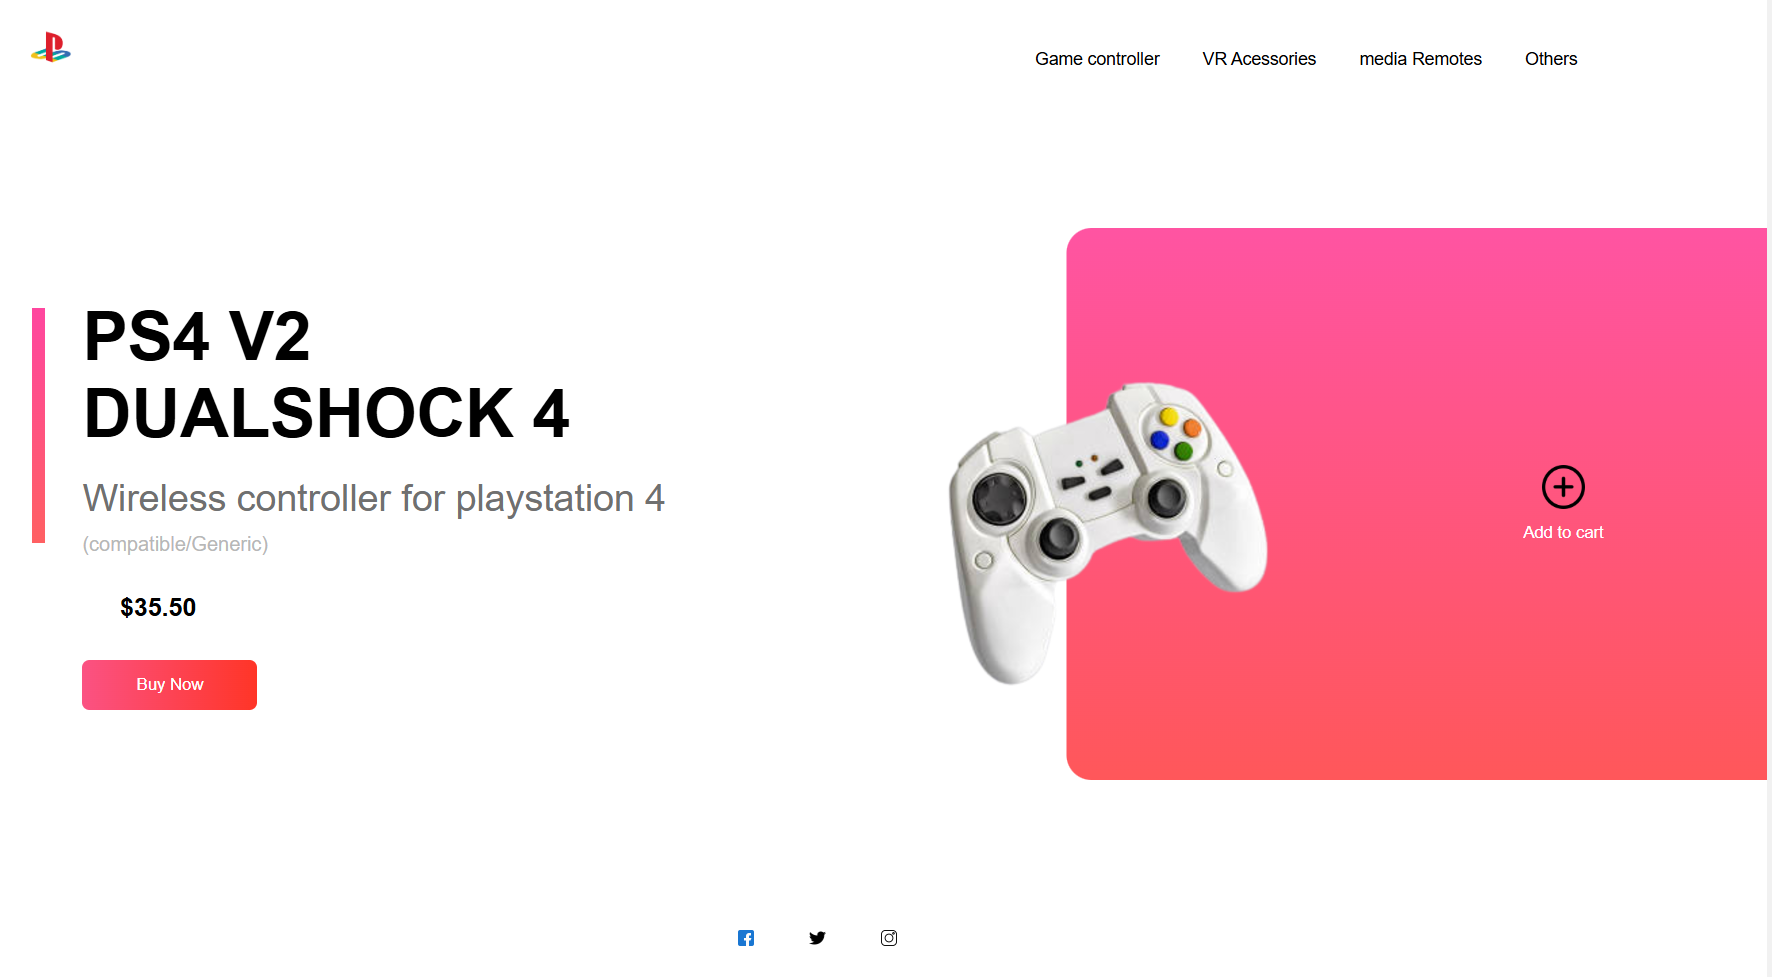 Game controller VR Acessories media Remotes Others
PS4 V2
DUALSHOCK 4
Wireless controller for playstation 4
(compatible/Generic)
$35.50
Buy Now
Add to cart